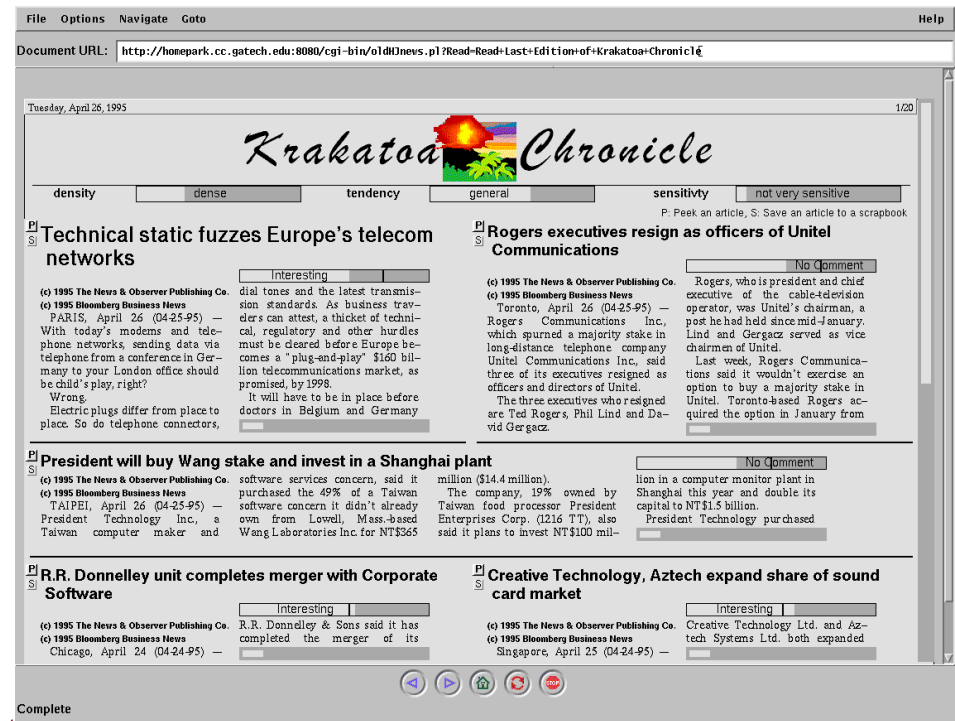 File Options Navigate Goto Help
Document URL: http://homepark.cc.gatech.edu:8080/cgi-bin/oldHJnews.pl?Read=Read+Last+Edition+of+Krakatoa+Chronicle
Tuesday, April 26, 1995 1/20
Krakatoa Chronicle
density dense tendency general sensitivty not very sensitive
P: Peek an article, S: Save an article to a scrapbook
P
S
Technical static fuzzes Europe's telecom
networks
Interesting
(c) 1995 The News & Observer Publishing Co.
(c) 1995 Bloomberg Business News
PARIS, April 26 (04-25-95) —
With today's modems and tele–
phone networks, sending data via
telephone from a conference in Ger–
many to your London office should
be child's play, right?
Wrong.
Electric plugs differ from place to
place. So do telephone connectors,
dial tones and the latest transmis–
sion standards. As business trav–
elers can attest, a thicket of techni–
cal, regulatory and other hurdles
must be cleared before Europe be–
comes a "plug-and-play" $160 bil–
lion telecommunications market, as
promised, by 1998.
It will have to be in place before
doctors in Belgium and Germany
P
S
Rogers executives resign as officers of Unitel
Communications
No Comment
(c) 1995 The News & Observer Publishing Co.
(c) 1995 Bloomberg Business News
Toronto, April 26 (04-25-95) —
Rogers Communications Inc.,
which spurned a majority stake in
long-distance telephone company
Unitel Communications Inc., said
three of its executives resigned as
officers and directors of Unitel.
The three executives who resigned
are Ted Rogers, Phil Lind and Da–
vid Gergacz.
Rogers, who is president and chief
executive of the cable-television
operator, was Unitel's chairman, a
post he had held since mid-January.
Lind and Gergacz served as vice
chairmen of Unitel.
Last week, Rogers Communica–
tions said it wouldn't exercise an
option to buy a majority stake in
Unitel. Toronto-based Rogers ac–
quired the option in January from
P
S
President will buy Wang stake and invest in a Shanghai plant
No Comment
(c) 1995 The News & Observer Publishing Co.
(c) 1995 Bloomberg Business News
TAIPEI, April 26 (04-25-95) —
President Technology Inc., a
Taiwan computer maker and
software services concern, said it
purchased the 49% of a Taiwan
software concern it didn't already
own from Lowell, Mass.-based
Wang Laboratories Inc. for NT$365
million ($14.4 million).
The company, 19% owned by
Taiwan food processor President
Enterprises Corp. (1216 TT), also
said it plans to invest NT$100 mil–
lion in a computer monitor plant in
Shanghai this year and double its
capital to NT$1.5 billion.
President Technology purchased
P
S
R.R. Donnelley unit completes merger with Corporate
Software
Interesting
(c) 1995 The News & Observer Publishing Co.
(c) 1995 Bloomberg Business News
Chicago, April 24 (04-24-95) —
R.R. Donnelley & Sons said it has
completed the merger of its
P
S
Creative Technology, Aztech expand share of sound
card market
Interesting
(c) 1995 The News & Observer Publishing Co.
(c) 1995 Bloomberg Business News
Singapore, April 25 (04-25-95) —
Creative Technology Ltd. and Az–
tech Systems Ltd. both expanded
STOP
Complete